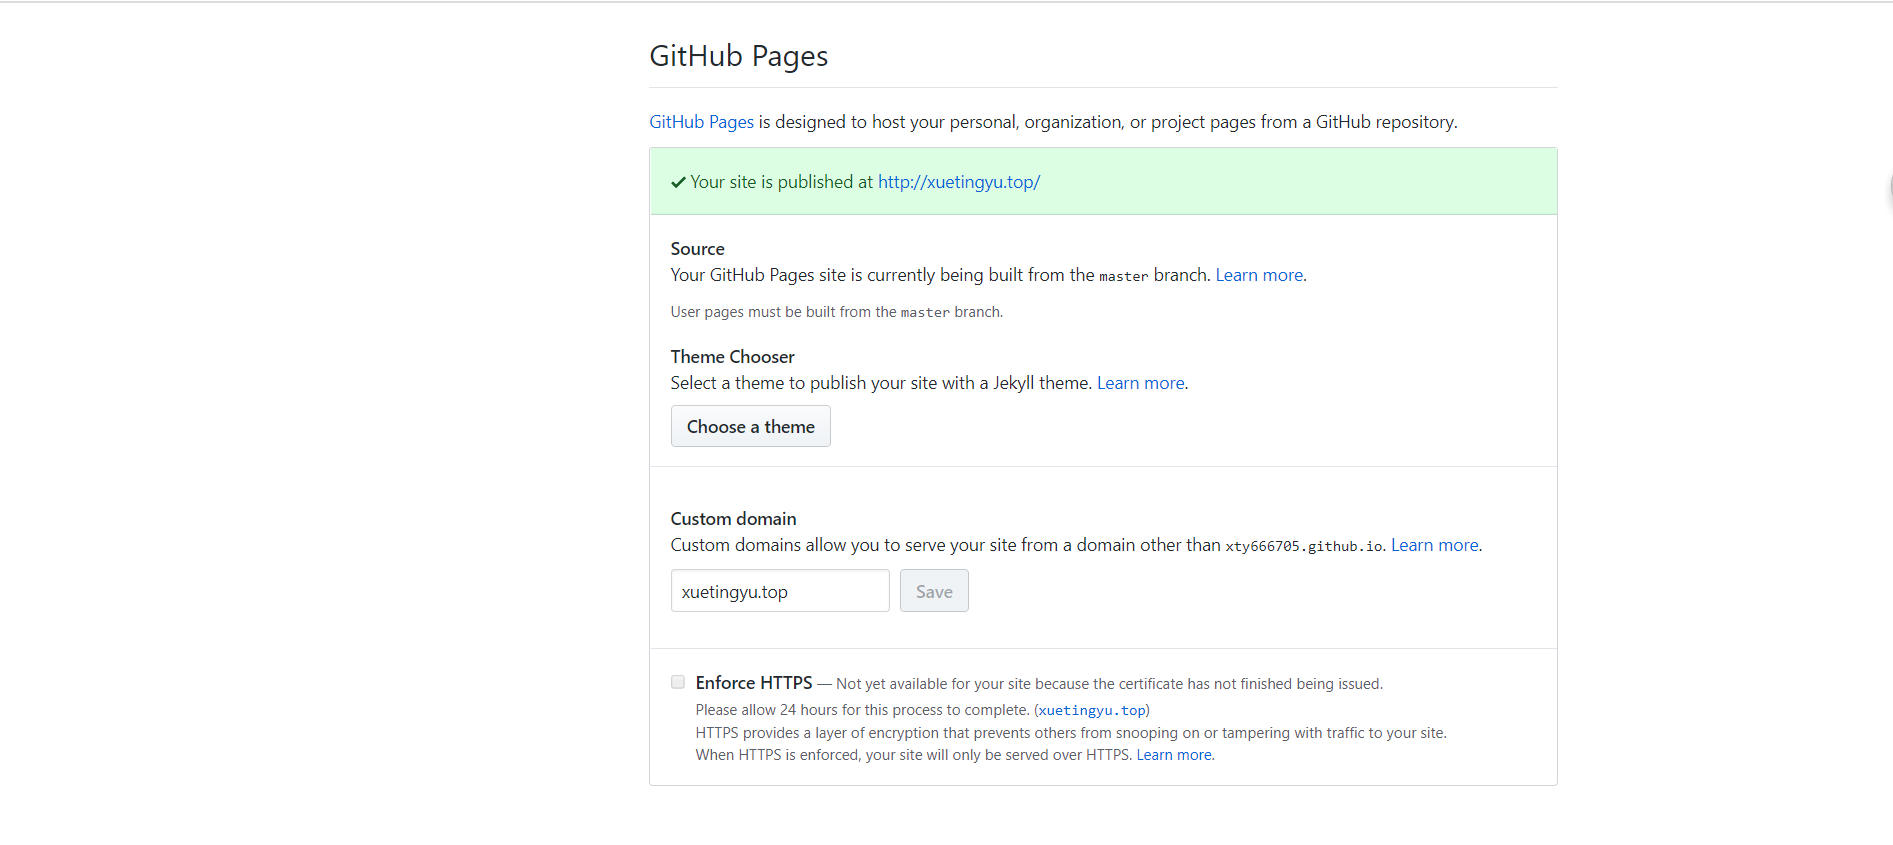 GitHub Pages
GitHub Pages is designed to host your personal, organization, or project pages from a GitHub repository.
Your site is published at http://xuetingyu.top/
Source
Your GitHub Pages site is currently being built from the master branch. Learn more.
User pages must be built from the master branch.
Theme Chooser
Select a theme to publish your site with a Jekyll theme. Learn more.
Choose a theme
Custom domain
Custom domains allow you to serve your site from a domain other than xty666705.github.io. Learn more.
xuetingyu.top Save
Enforce HTTPS — Not yet available for your site because the certificate has not finished being issued.
Please allow 24 hours for this process to complete. (xuetingyu.top)
HTTPS provides a layer of encryption that prevents others from snooping on or tampering with traffic to your site.
When HTTPS is enforced, your site will only be served over HTTPS. Learn more.